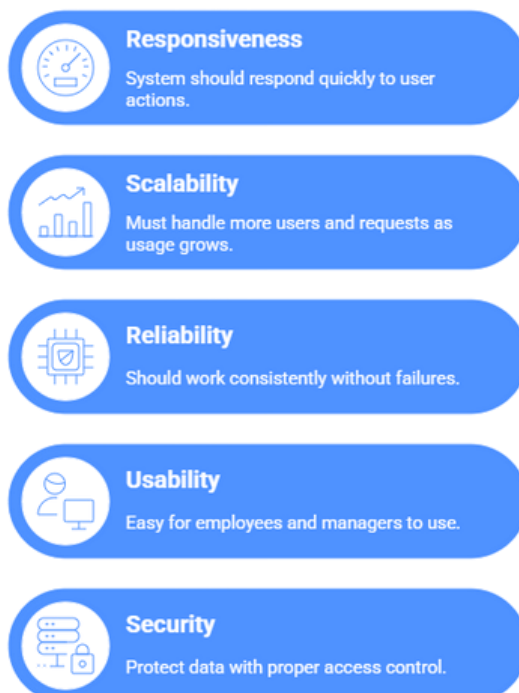 Responsiveness
System should respond quickly to user
actions.
Scalability
Must handle more users and requests as
usage grows.
Reliability
Should work consistently without failures.
Usability
Easy for employees and managers to use.
Security
Protect data with proper access control.